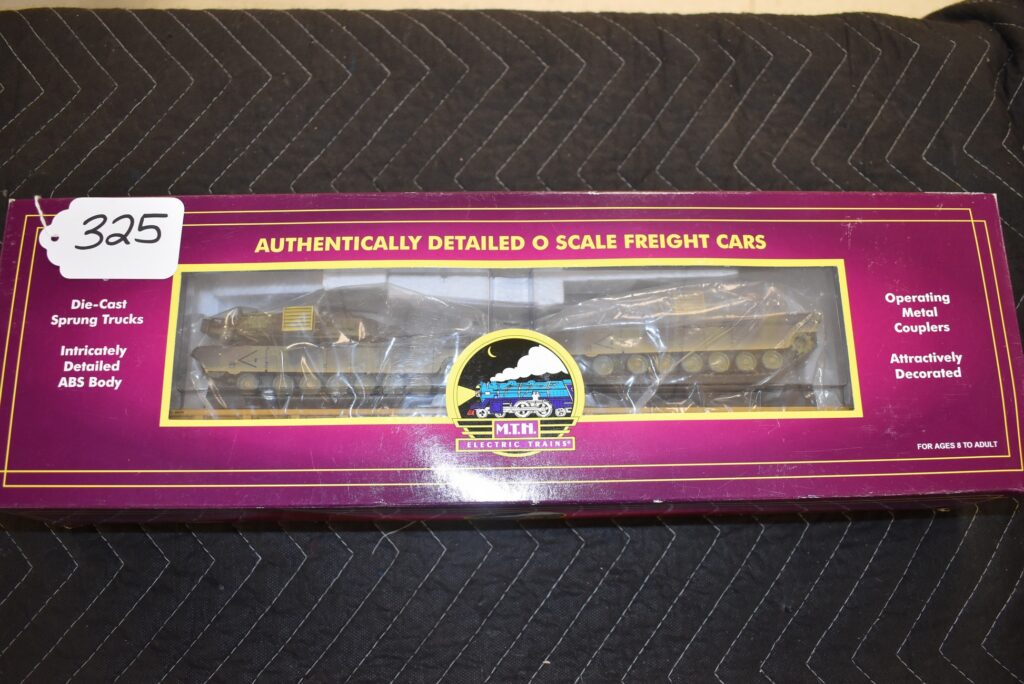 325
AUTHENTICALLY DETAILED O SCALE FREIGHT CARS
Die-Cast
Sprung Trucks
Intricately
Detailed
ABS Body
Operating
Metal
Couplers
Attractively
Decorated
M.T.H.
ELECTRIC TRAINS®
FOR AGES 8 TO ADULT